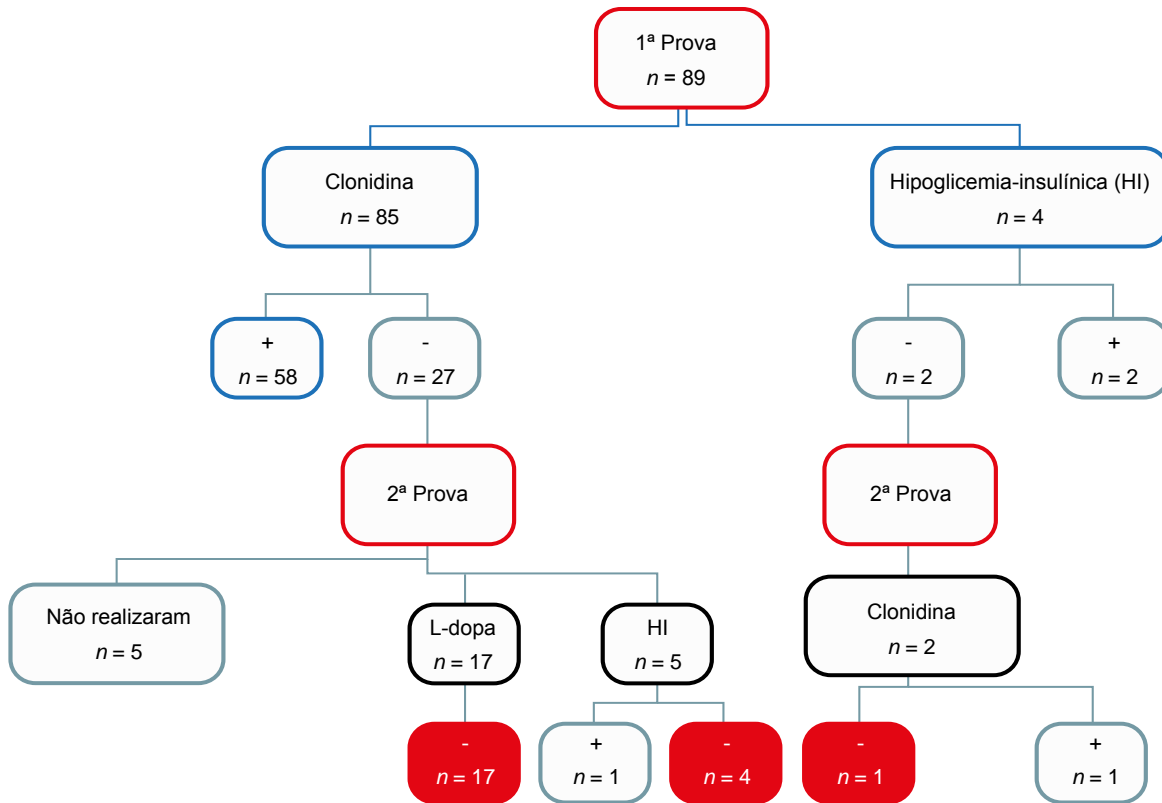 1ª Prova
n = 89
Clonidina
n = 85
Hipoglicemia-insulínica (HI)
n = 4
+
n = 58
-
n = 27
-
n = 2
+
n = 2
2ª Prova
2ª Prova
Não realizaram
n = 5
L-dopa
n = 17
HI
n = 5
Clonidina
n = 2
-
n = 17
+
n = 1
-
n = 4
-
n = 1
+
n = 1